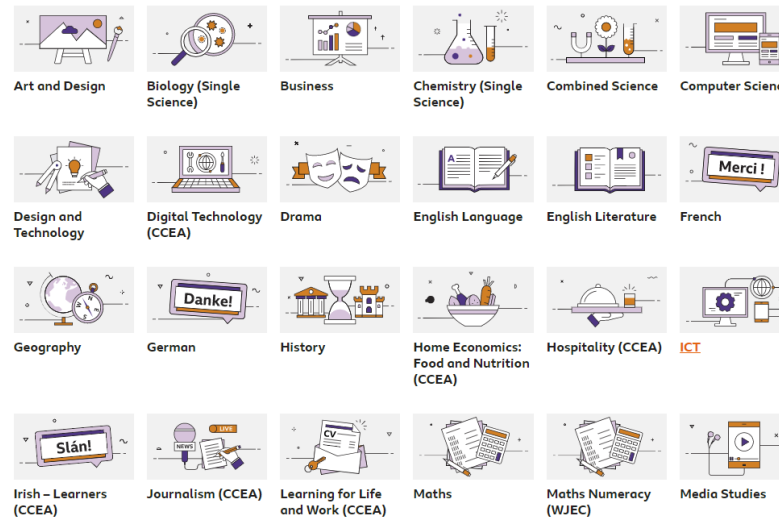 Art and Design
Biology (Single
Science)
Business
Chemistry (Single
Science)
Combined Science
Computer Scienc
A
Merci !
Design and
Technology
Digital Technology
(CCEA)
Drama
English Language
English Literature
French
Danke!
N
E
S
W
Geography
German
History
Home Economics:
Food and Nutrition
(CCEA)
Hospitality (CCEA)
ICT
Slán!
NEWS
LIVE
CV
Irish – Learners
(CCEA)
Journalism (CCEA)
Learning for Life
and Work (CCEA)
Maths
Maths Numeracy
(WJEC)
Media Studies